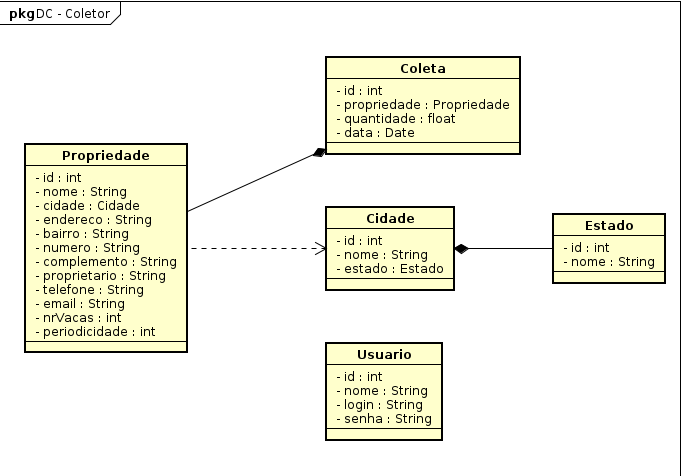 pkg DC - Coletor
Coleta
- id : int
- propriedade : Propriedade
- quantidade : float
- data : Date
Propriedade
- id : int
- nome : String
- cidade : Cidade
- endereco : String
- bairro : String
- numero : String
- complemento : String
- proprietario : String
- telefone : String
- email : String
- nrVacas : int
- periodicidade : int
Cidade
- id : int
- nome : String
- estado : Estado
Estado
- id : int
- nome : String
Usuario
- id : int
- nome : String
- login : String
- senha : String